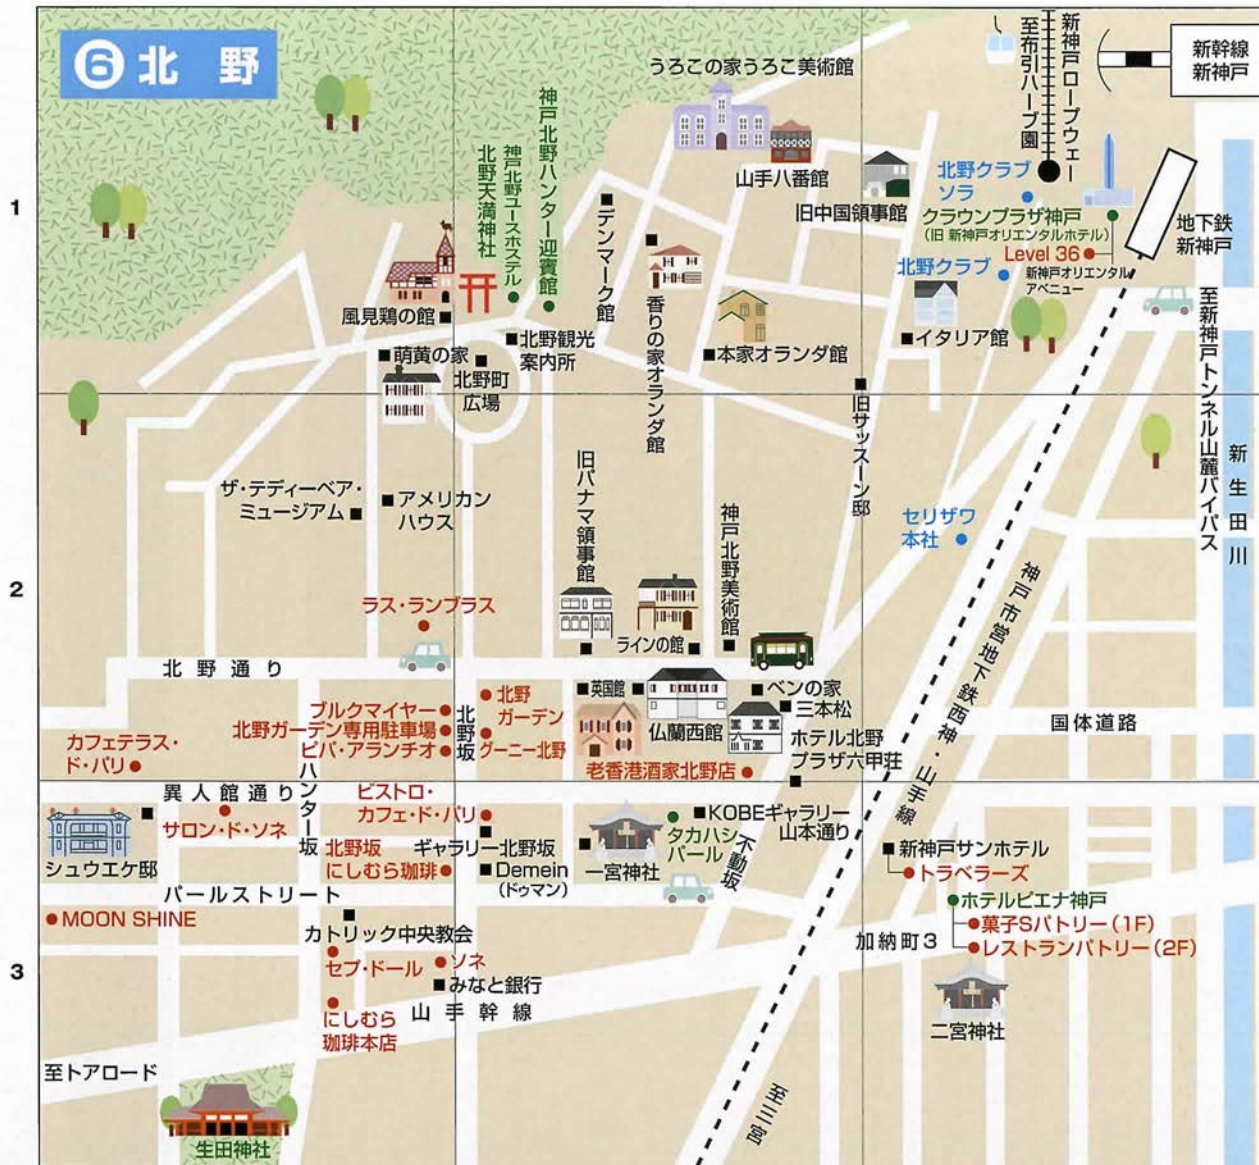 ⑥北野
新幹線
新神戸
新神戸ロープウェー
至布引ハーブ園
うろこの家うろこ美術館
山手八番館
旧中国領事館
北野クラブ
ソラ
クラウンプラザ神戸
(旧 新神戸オリエンタルホテル)
Level 36
新神戸オリエンタル
アベニュー
地下鉄
新神戸
北野クラブ
神戸北野ハンター迎賓館
神戸北野ユースホステル
北野天満神社
デンマーク館
1
風見鶏の館
香りの家オランダ館
本家オランダ館
イタリア館
萌黄の家
北野町
広場
北野観光
案内所
至新神戸トンネル山麓バイパス
新生田川
旧サッスーン邸
ザ・テディーベア・
ミュージアム
アメリカン
ハウス
旧パナマ領事館
神戸北野美術館
セリザワ
本社
2
ラス・ランブラス
ラインの館
神戸市営地下鉄西神・山手線
北野通り
ブルクマイヤー
北野ガーデン専用駐車場
ビバ・アランチオ
北野坂
北野
ガーデン
グーニー北野
英国館
仏蘭西館
ベンの家
三本松
ホテル北野
プラザ六甲荘
国体道路
カフェテラス・
ド・パリ
老香港酒家北野店
異人館通り
ハンター坂
ビストロ・
カフェ・ド・パリ
サロン・ド・ソネ
シュウエケ邸
北野坂
にしむら珈琲
ギャラリー北野坂
Demein
(ドゥマン)
一宮神社
タカハシ
パール
KOBEギャラリー
山本通り
不動坂
新神戸サンホテル
トラベラーズ
パールストリート
MOON SHINE
カトリック中央教会
セプ・ドール
ソネ
みなと銀行
ホテルピエナ神戸
菓子Sパトリー(1F)
レストランパトリー(2F)
加納町3
3
にしむら
珈琲本店
山手幹線
二宮神社
至トアロード
生田神社
至三宮